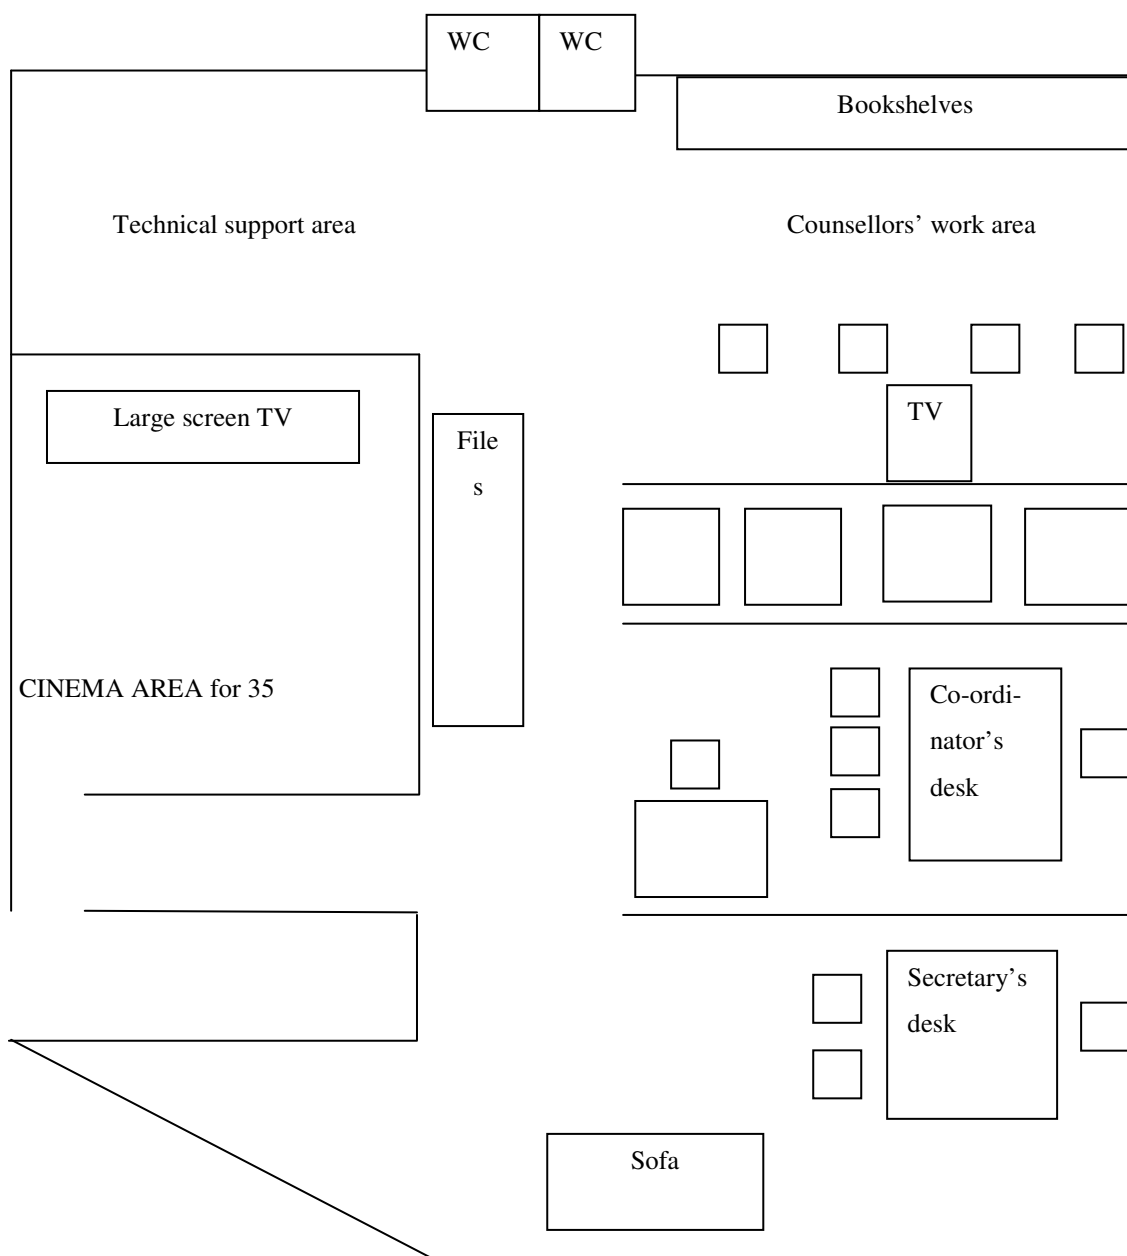 WC
WC
Bookshelves
Technical support area
Counsellors’ work area
Large screen TV
TV
File
s
CINEMA AREA for 35
Co-ordi-
nator’s
desk
Secretary’s
desk
Sofa